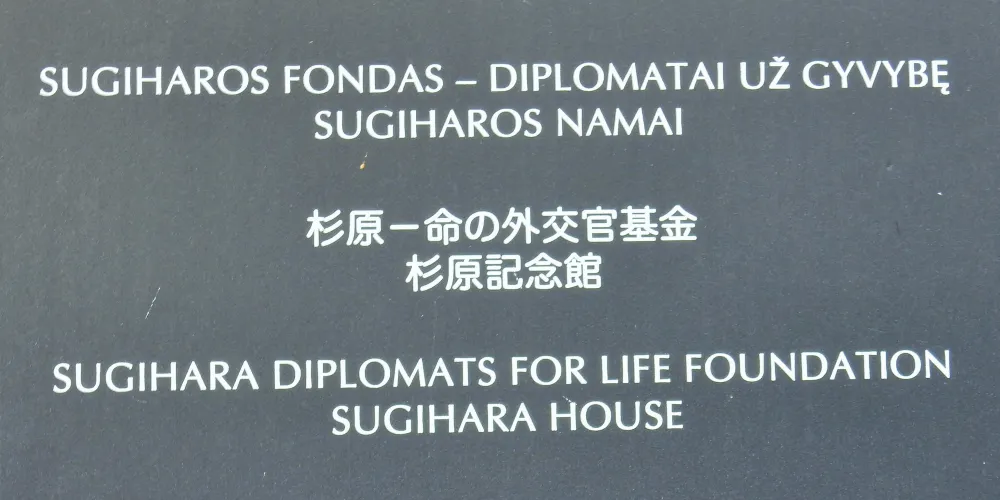 SUGIHAROS FONDAS – DIPLOMATAI UŽ GYVYBĘ
SUGIHAROS NAMAI
杉原－命の外交官基金
杉原記念館
SUGIHARA DIPLOMATS FOR LIFE FOUNDATION
SUGIHARA HOUSE